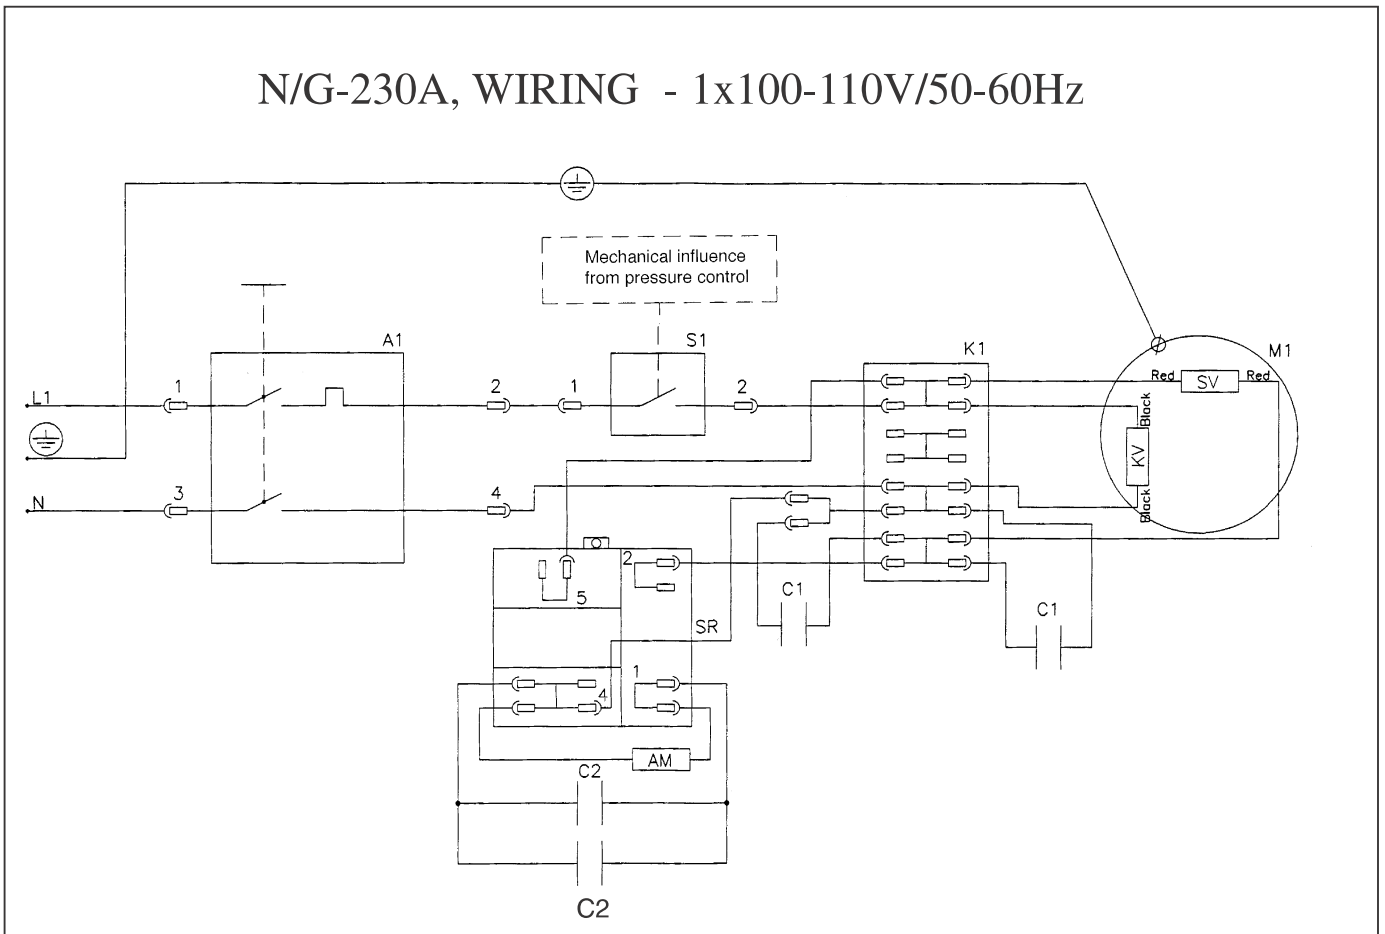 N/G-230A, WIRING - 1x100-110V/50-60Hz
Mechanical influence
from pressure control
A1
S1
K1
M1
L1
1
2
1
2
Red
SV
Red
Black
KV
Black
N
3
4
2
5
C1
C1
SR
1
4
AM
C2
C2